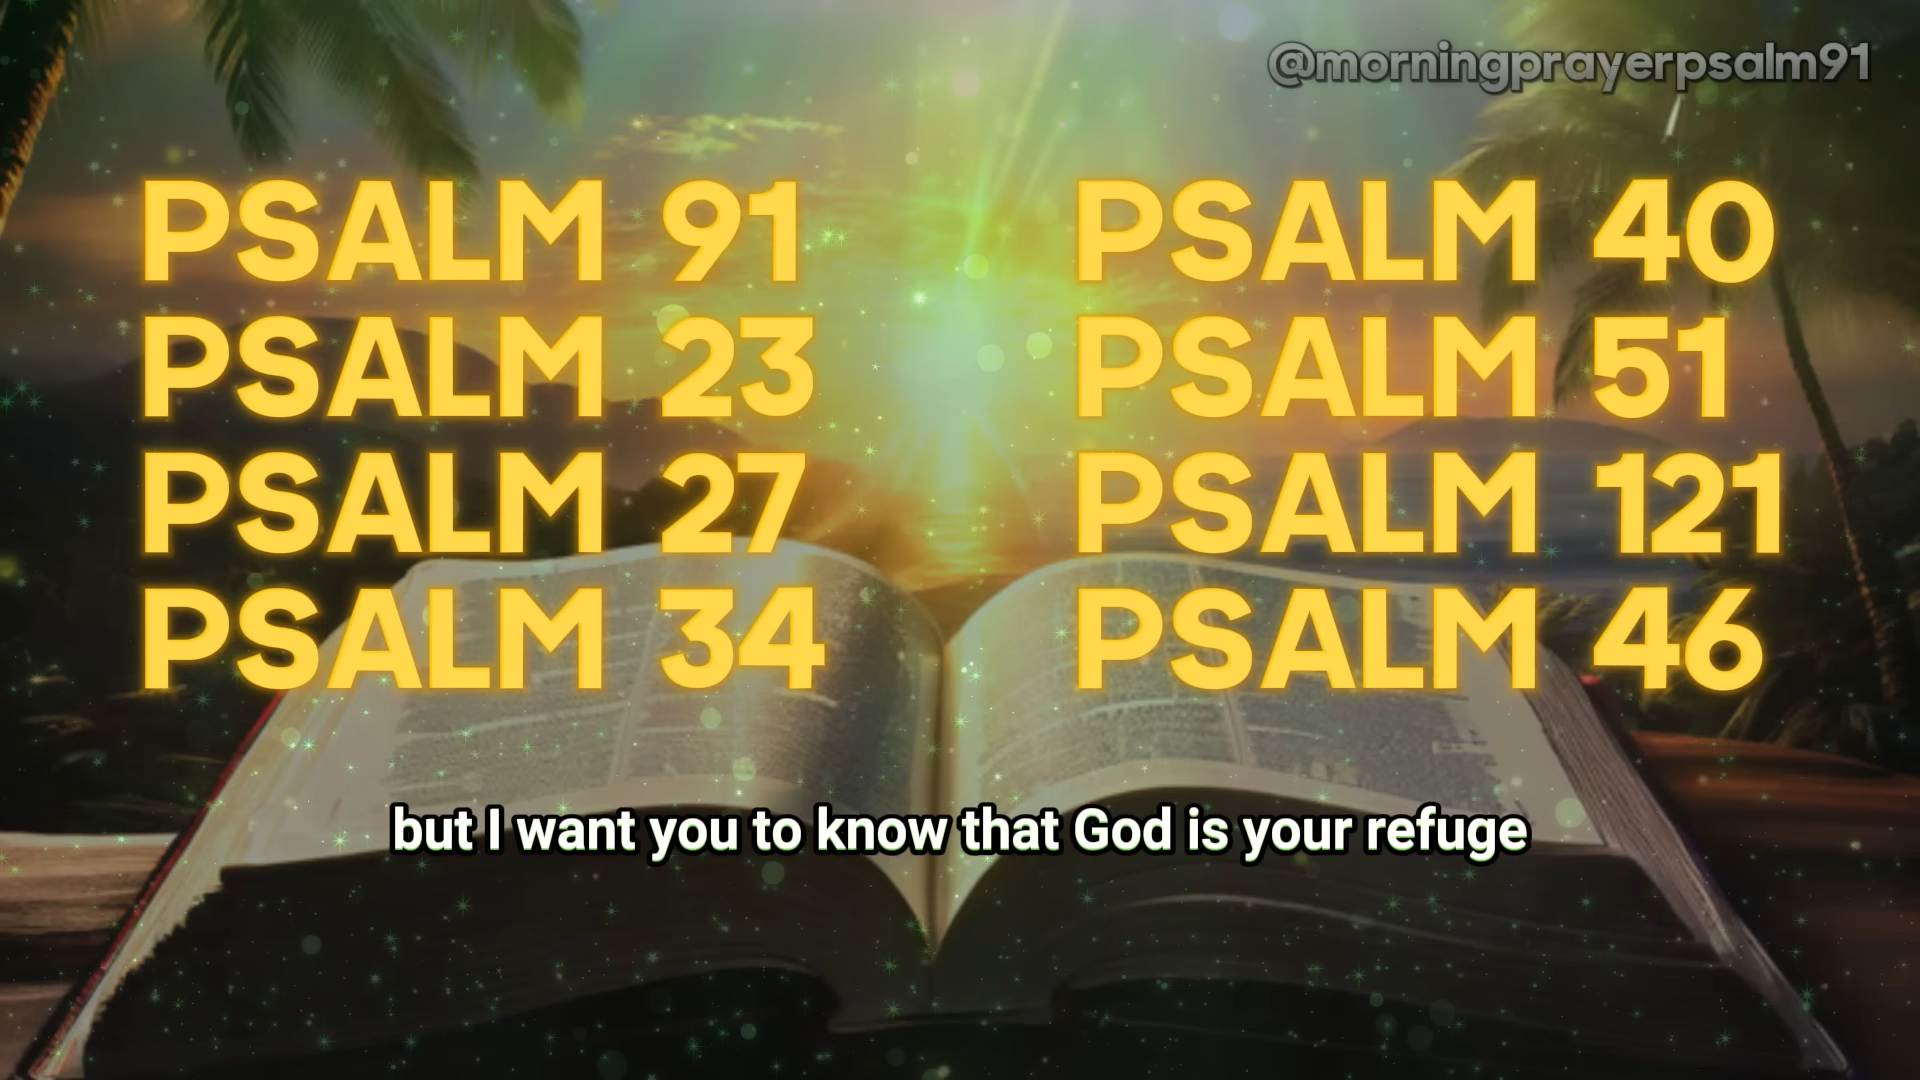 @morningprayerpsalm91
PSALM 91
PSALM 23
PSALM 27
PSALM 34
PSALM 40
PSALM 51
PSALM 121
PSALM 46
but I want you to know that God is your refuge